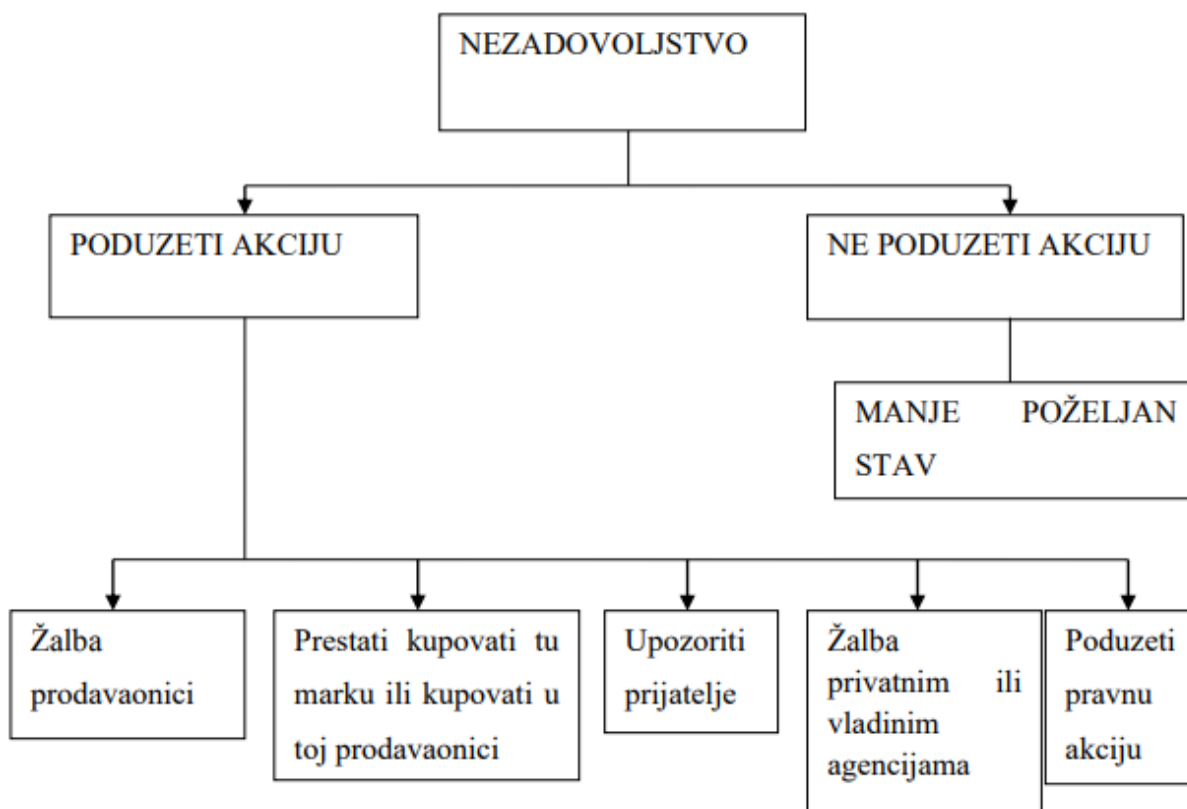 NEZADOVOLJSTVO
PODUZETI AKCIJU
NE PODUZETI AKCIJU
MANJE POŽELJAN
STAV
Žalba
prodavaonici
Prestati kupovati tu
marku ili kupovati u
toj prodavaonici
Upozoriti
prijatelje
Žalba
privatnim ili
vladinim
agencijama
Poduzeti
pravnu
akciju